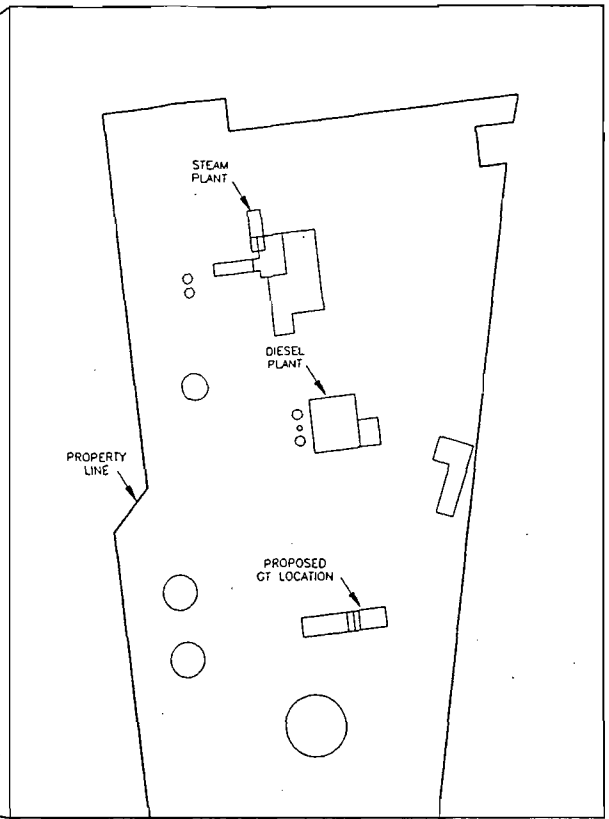 STEAM
PLANT
DIESEL
PLANT
PROPERTY
LINE
PROPOSED
GT LOCATION